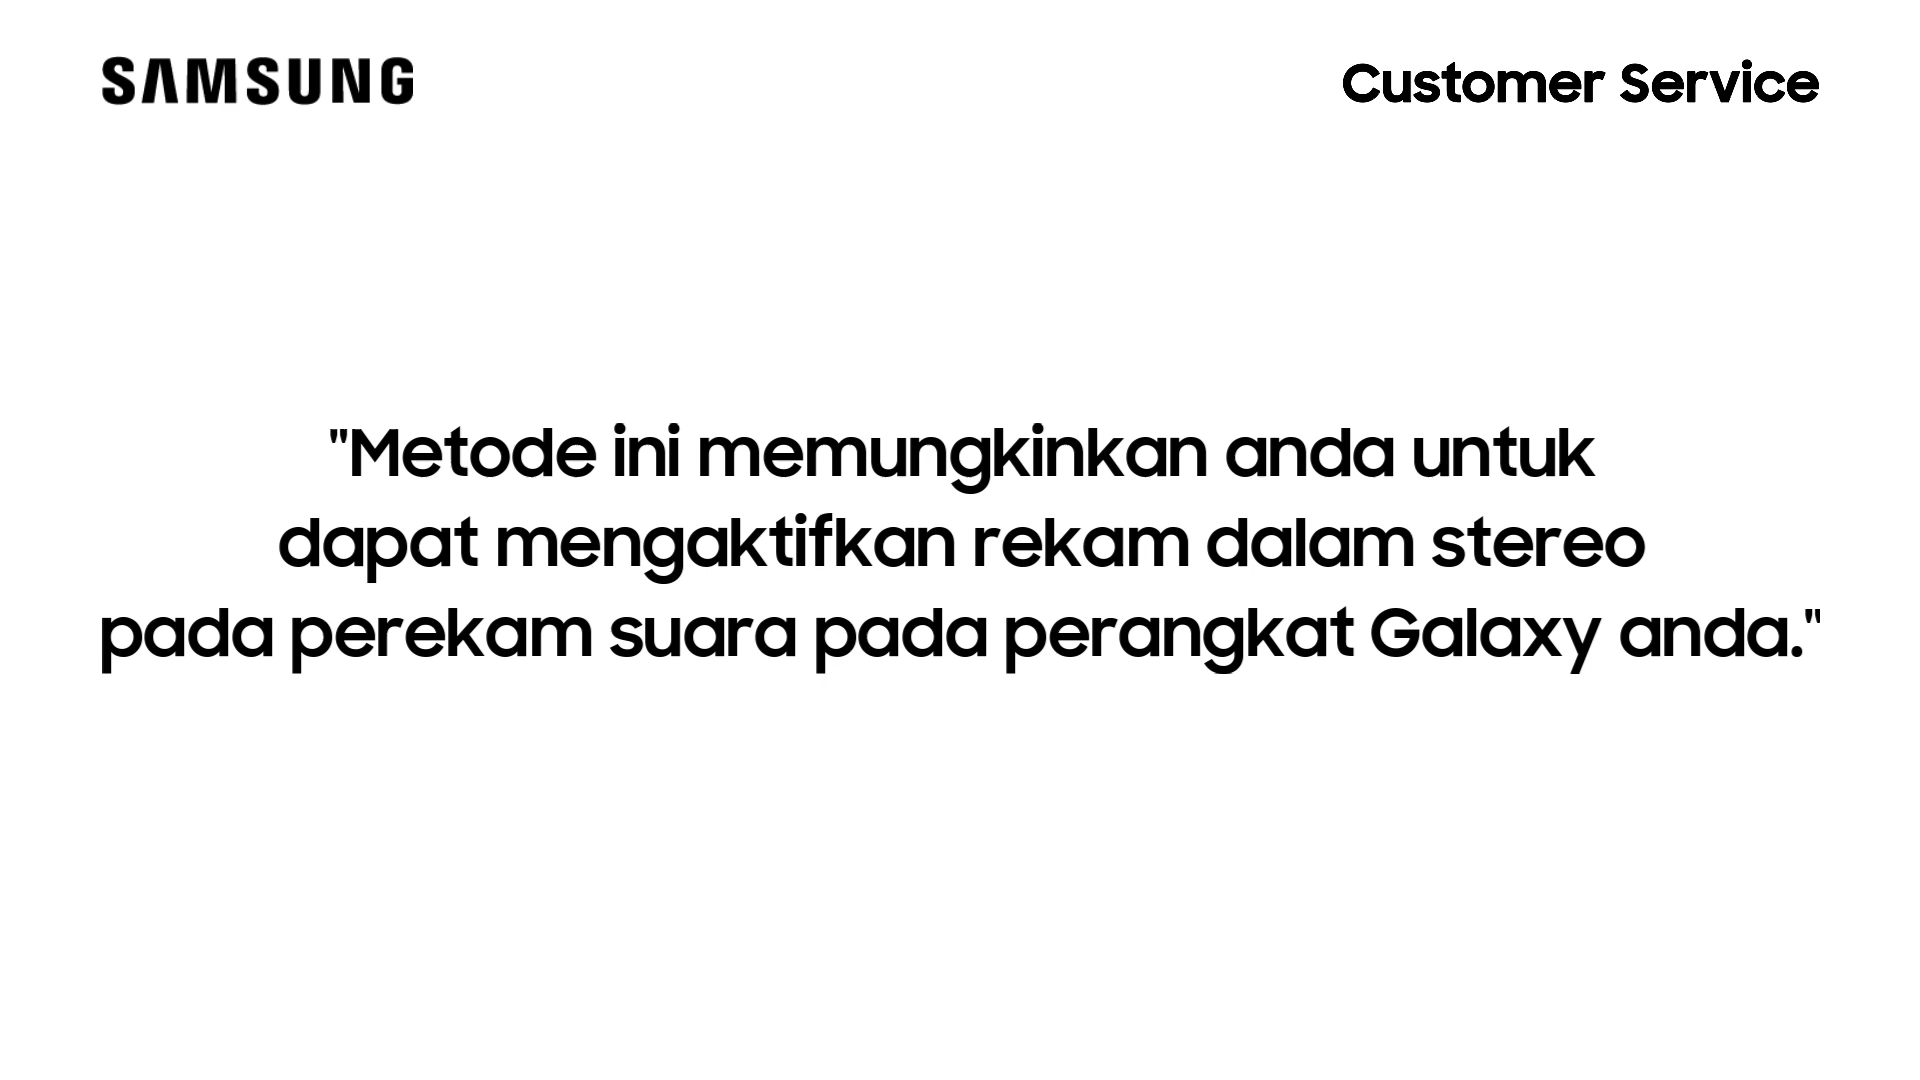 SAMSUNG
Customer Service
"Metode ini memungkinkan anda untuk
dapat mengaktifkan rekam dalam stereo
pada perekam suara pada perangkat Galaxy anda."